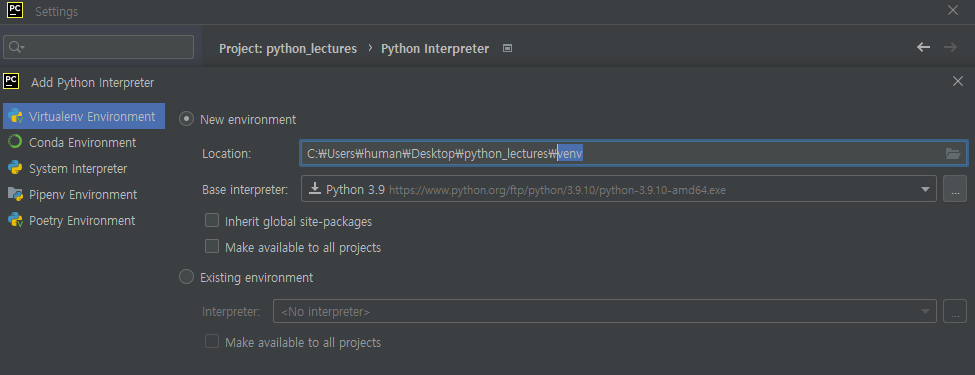 PC Settings
Project: python_lectures › Python Interpreter
PC Add Python Interpreter
Virtualenv Environment
Conda Environment
System Interpreter
Pipenv Environment
Poetry Environment
New environment
Location: C:₩Users₩human₩Desktop₩python_lectures₩venv
Base interpreter: Python 3.9 https://www.python.org/ftp/python/3.9.10/python-3.9.10-amd64.exe ...
Inherit global site-packages
Make available to all projects
Existing environment
Interpreter: <No interpreter> ...
Make available to all projects